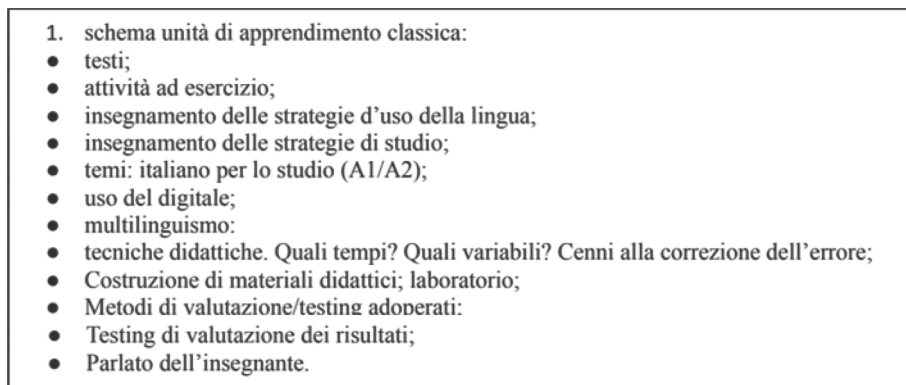 1. schema unità di apprendimento classica:
● testi;
● attività ad esercizio;
● insegnamento delle strategie d'uso della lingua;
● insegnamento delle strategie di studio;
● temi: italiano per lo studio (A1/A2);
● uso del digitale;
● multilinguismo:
● tecniche didattiche. Quali tempi? Quali variabili? Cenni alla correzione dell'errore;
● Costruzione di materiali didattici; laboratorio;
● Metodi di valutazione/testing adoperati:
● Testing di valutazione dei risultati;
● Parlato dell'insegnante.